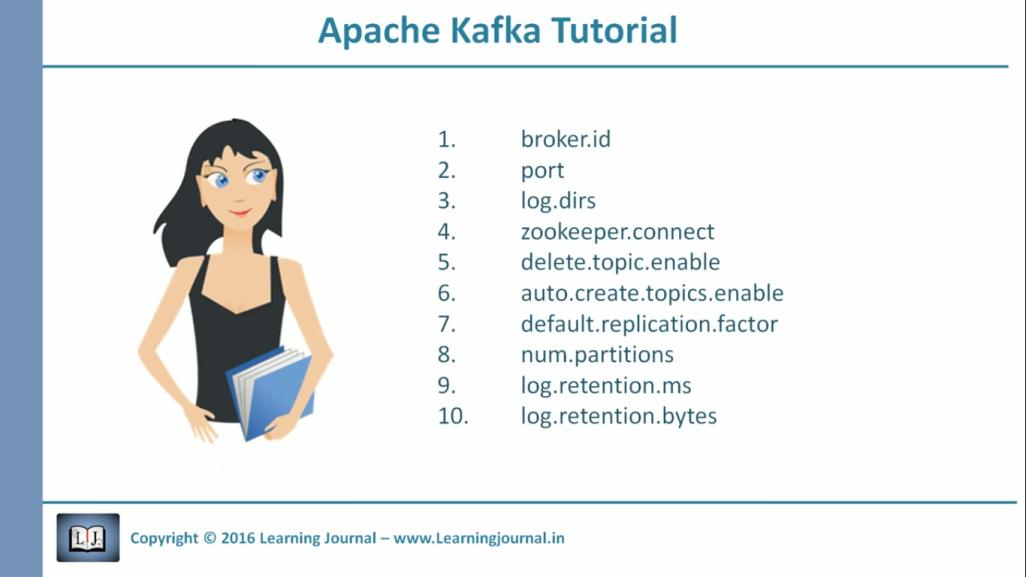 Apache Kafka Tutorial
1. broker.id
2. port
3. log.dirs
4. zookeeper.connect
5. delete.topic.enable
6. auto.create.topics.enable
7. default.replication.factor
8. num.partitions
9. log.retention.ms
10. log.retention.bytes
LJ
Copyright © 2016 Learning Journal – www.Learningjournal.in